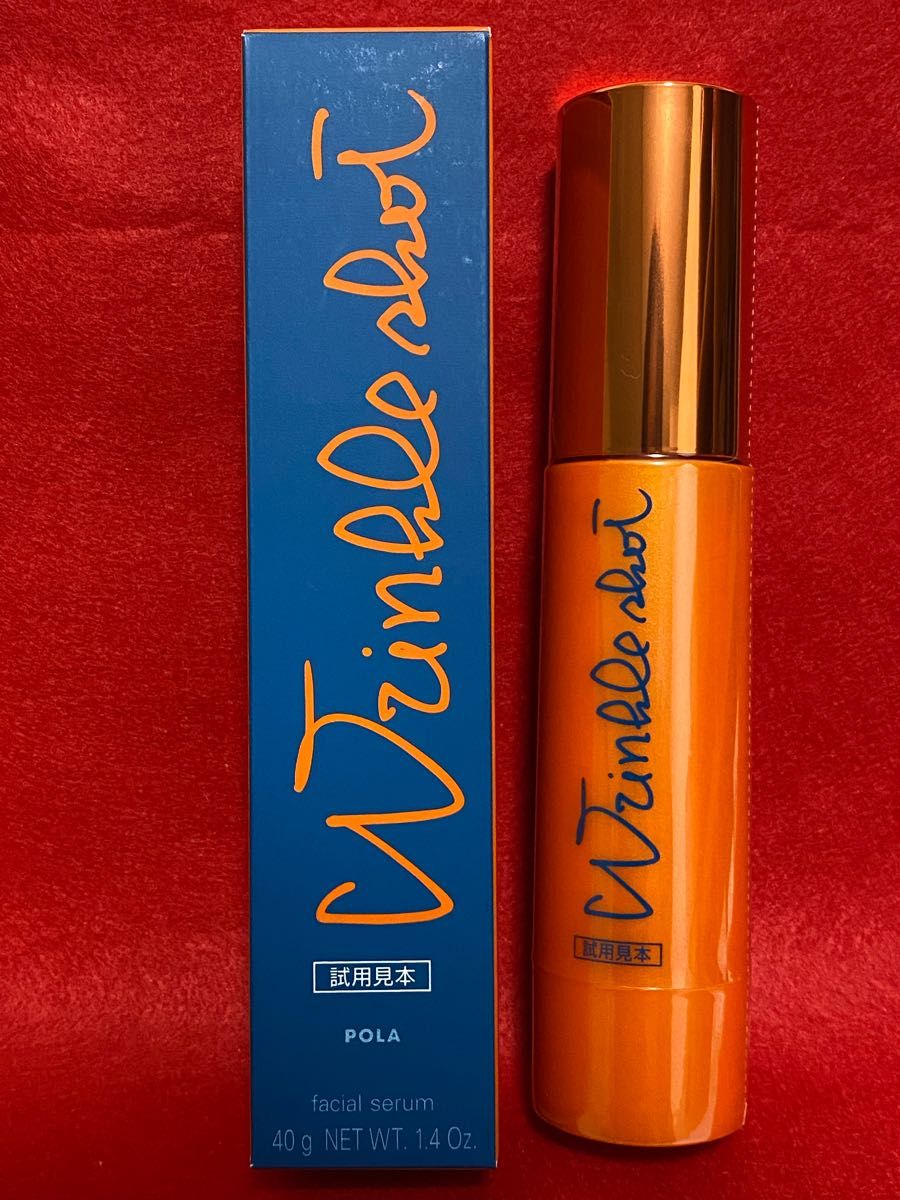 Wrinkle shot
試用見本
POLA
facial serum
40 g NET WT. 1.4 Oz.
Wrinkle shot
試用見本